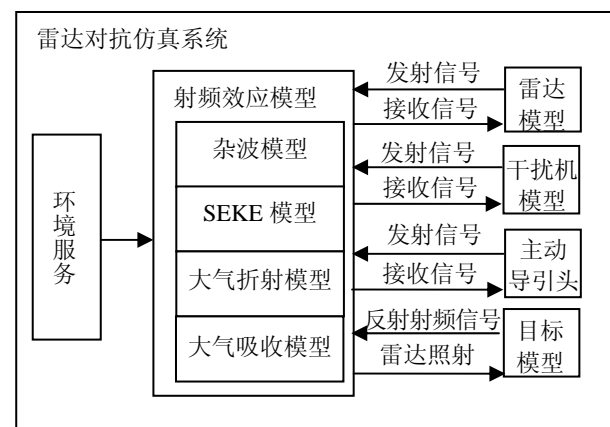 雷达对抗仿真系统
射频效应模型
杂波模型
SEKE 模型
大气折射模型
大气吸收模型
环境服务
发射信号
接收信号
雷达
模型
发射信号
接收信号
干扰机
模型
发射信号
接收信号
主动
导引头
反射射频信号
雷达照射
目标
模型